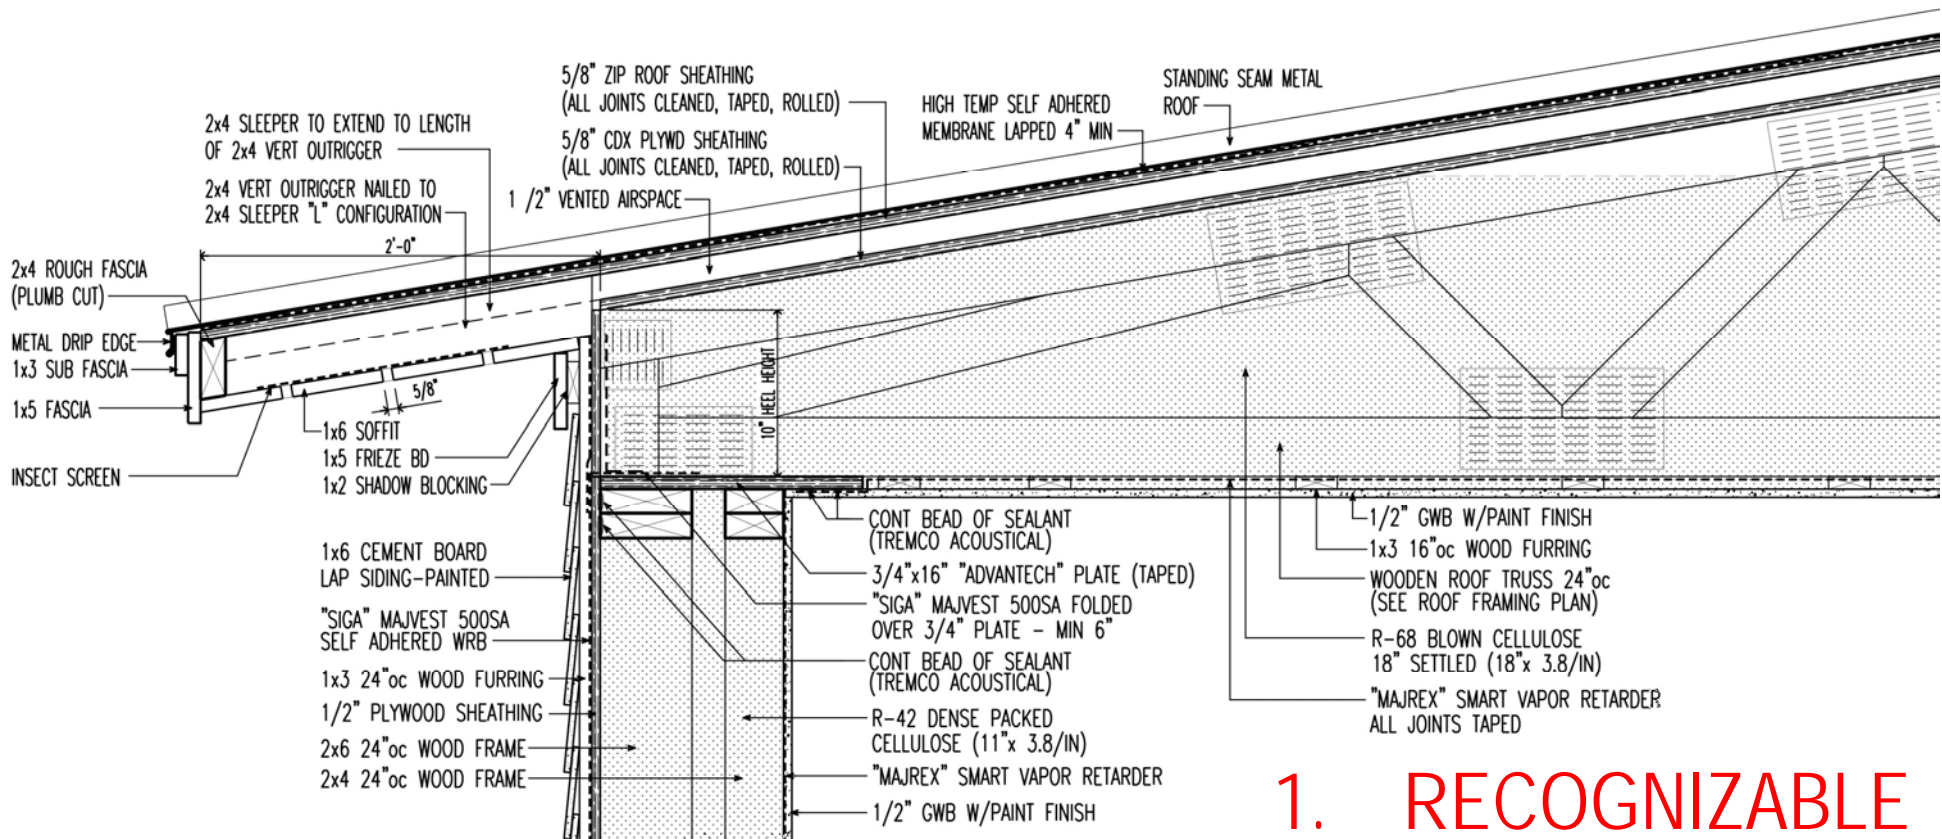 5/8" ZIP ROOF SHEATHING
(ALL JOINTS CLEANED, TAPED, ROLLED)
5/8" CDX PLYWD SHEATHING
(ALL JOINTS CLEANED, TAPED, ROLLED)
1 /2" VENTED AIRSPACE
HIGH TEMP SELF ADHERED
MEMBRANE LAPPED 4" MIN
STANDING SEAM METAL
ROOF
2x4 SLEEPER TO EXTEND TO LENGTH
OF 2x4 VERT OUTRIGGER
2x4 VERT OUTRIGGER NAILED TO
2x4 SLEEPER "L" CONFIGURATION
2'-0"
2x4 ROUGH FASCIA
(PLUMB CUT)
METAL DRIP EDGE
1x3 SUB FASCIA
1x5 FASCIA
INSECT SCREEN
5/8"
1x6 SOFFIT
1x5 FRIEZE BD
1x2 SHADOW BLOCKING
10" HEEL HEIGHT
1x6 CEMENT BOARD
LAP SIDING-PAINTED
"SIGA" MAJVEST 500SA
SELF ADHERED WRB
1x3 24"oc WOOD FURRING
1/2" PLYWOOD SHEATHING
2x6 24"oc WOOD FRAME
2x4 24"oc WOOD FRAME
CONT BEAD OF SEALANT
(TREMCO ACOUSTICAL)
3/4"x16" "ADVANTECH" PLATE (TAPED)
"SIGA" MAJVEST 500SA FOLDED
OVER 3/4" PLATE - MIN 6"
CONT BEAD OF SEALANT
(TREMCO ACOUSTICAL)
R-42 DENSE PACKED
CELLULOSE (11"x 3.8/IN)
"MAJREX" SMART VAPOR RETARDER
1/2" GWB W/PAINT FINISH
1/2" GWB W/PAINT FINISH
1x3 16"oc WOOD FURRING
WOODEN ROOF TRUSS 24"oc
(SEE ROOF FRAMING PLAN)
R-68 BLOWN CELLULOSE
18" SETTLED (18"x 3.8/IN)
"MAJREX" SMART VAPOR RETARDER
ALL JOINTS TAPED
1. RECOGNIZABLE